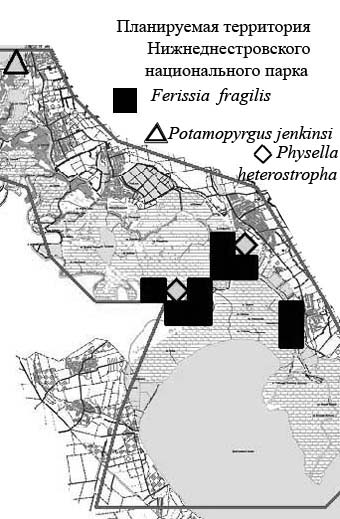 Планируемая территория
Нижнеднестровского
национального парка
Ferissia fragilis
Potamopyrgus jenkinsi
Physella
heterostropha